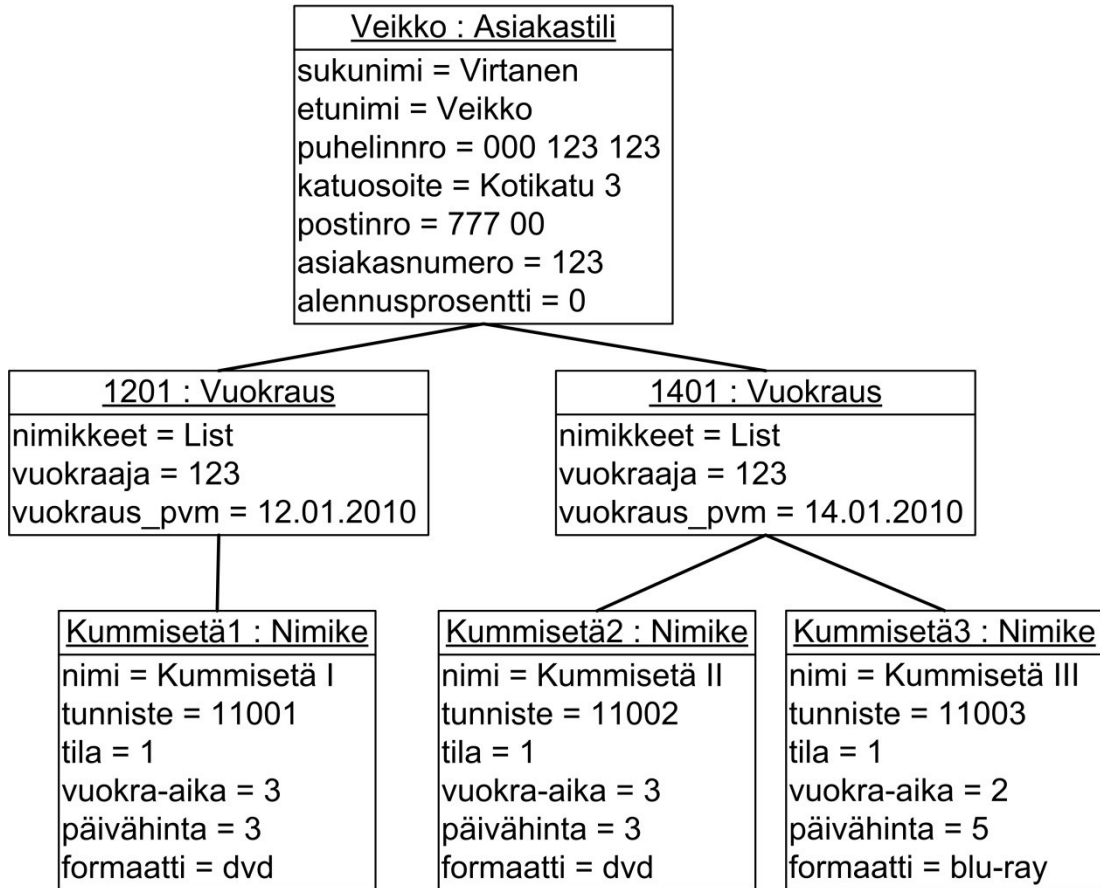 Veikko : Asiakastili
sukunimi = Virtanen
etunimi = Veikko
puhelinnro = 000 123 123
katuosoite = Kotikatu 3
postinro = 777 00
asiakasnumero = 123
alennusprosentti = 0
1201 : Vuokraus
nimikkeet = List
vuokraaja = 123
vuokraus_pvm = 12.01.2010
1401 : Vuokraus
nimikkeet = List
vuokraaja = 123
vuokraus_pvm = 14.01.2010
Kummisetä1 : Nimike
nimi = Kummisetä I
tunniste = 11001
tila = 1
vuokra-aika = 3
päivähinta = 3
formaatti = dvd
Kummisetä2 : Nimike
nimi = Kummisetä II
tunniste = 11002
tila = 1
vuokra-aika = 3
päivähinta = 3
formaatti = dvd
Kummisetä3 : Nimike
nimi = Kummisetä III
tunniste = 11003
tila = 1
vuokra-aika = 2
päivähinta = 5
formaatti = blu-ray